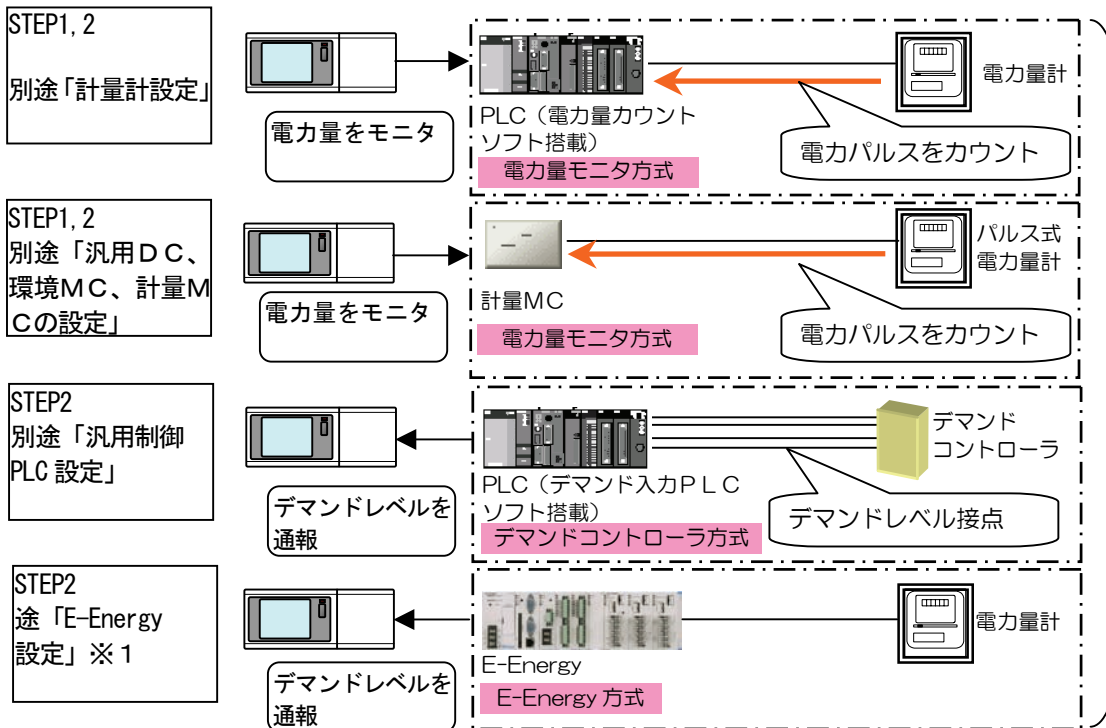 STEP1,2
別途「計量計設定」
電力量をモニタ
PLC（電力量カウント
ソフト搭載）
電力量モニタ方式
電力量計
電力パルスをカウント
STEP1,2
別途「汎用ＤＣ、
環境ＭＣ、計量Ｍ
Ｃの設定」
電力量をモニタ
計量ＭＣ
電力量モニタ方式
パルス式
電力量計
電力パルスをカウント
STEP2
別途「汎用制御
PLC 設定」
デマンドレベルを
通報
PLC（デマンド入力ＰＬＣ
ソフト搭載）
デマンドコントローラ方式
デマンド
コントローラ
デマンドレベル接点
STEP2
途「E-Energy
設定」※１
デマンドレベルを
通報
E-Energy
E-Energy 方式
電力量計